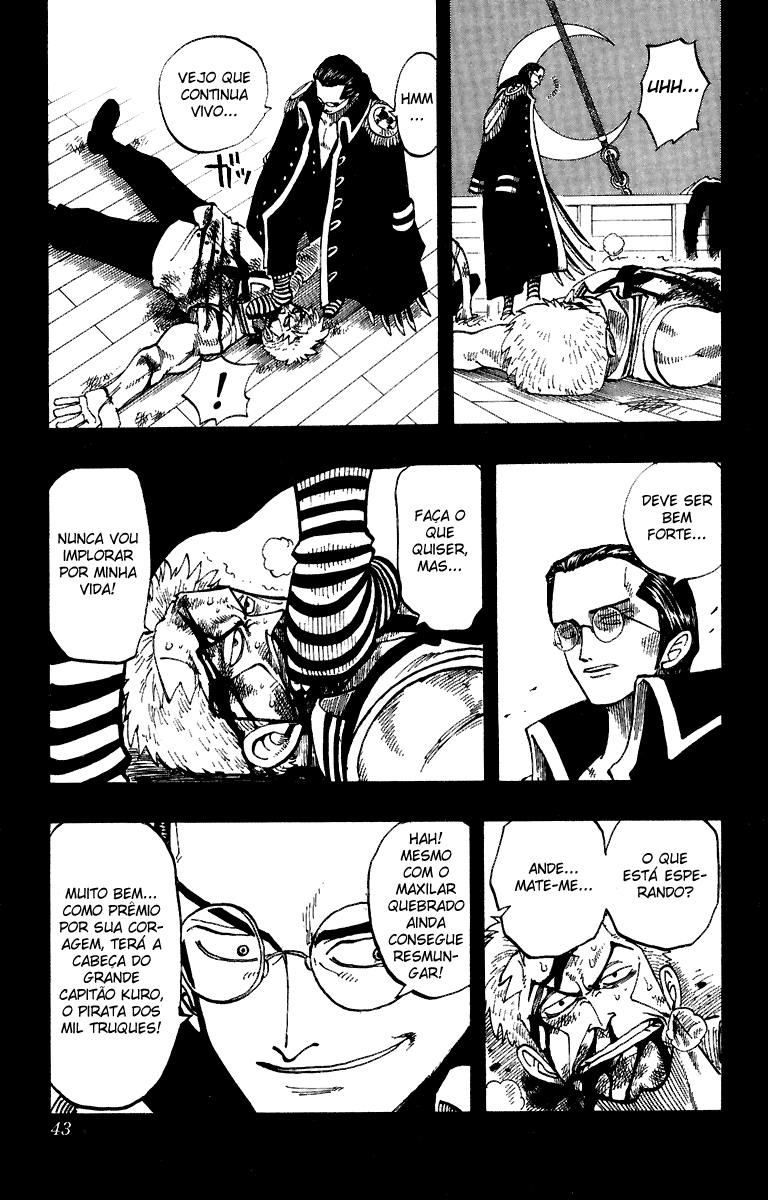 UHH...
HMM
...
VEJO QUE
CONTINUA
VIVO...
ガッ
!
DEVE SER
BEM
FORTE...
FAÇA O
QUE
QUISER,
MAS...
NUNCA VOU
IMPLORAR
POR MINHA
VIDA!
O QUE
ESTÁ ESPE-
RANDO?
ANDE...
MATE-ME...
HAH!
MESMO
COM O
MAXILAR
QUEBRADO
AINDA
CONSEGUE
RESMUN-
GAR!
MUITO BEM...
COMO PRÊMIO
POR SUA COR-
AGEM, TERÁ A
CABEÇA DO
GRANDE
CAPITÃO KURO,
O PIRATA DOS
MIL TRUQUES!
43